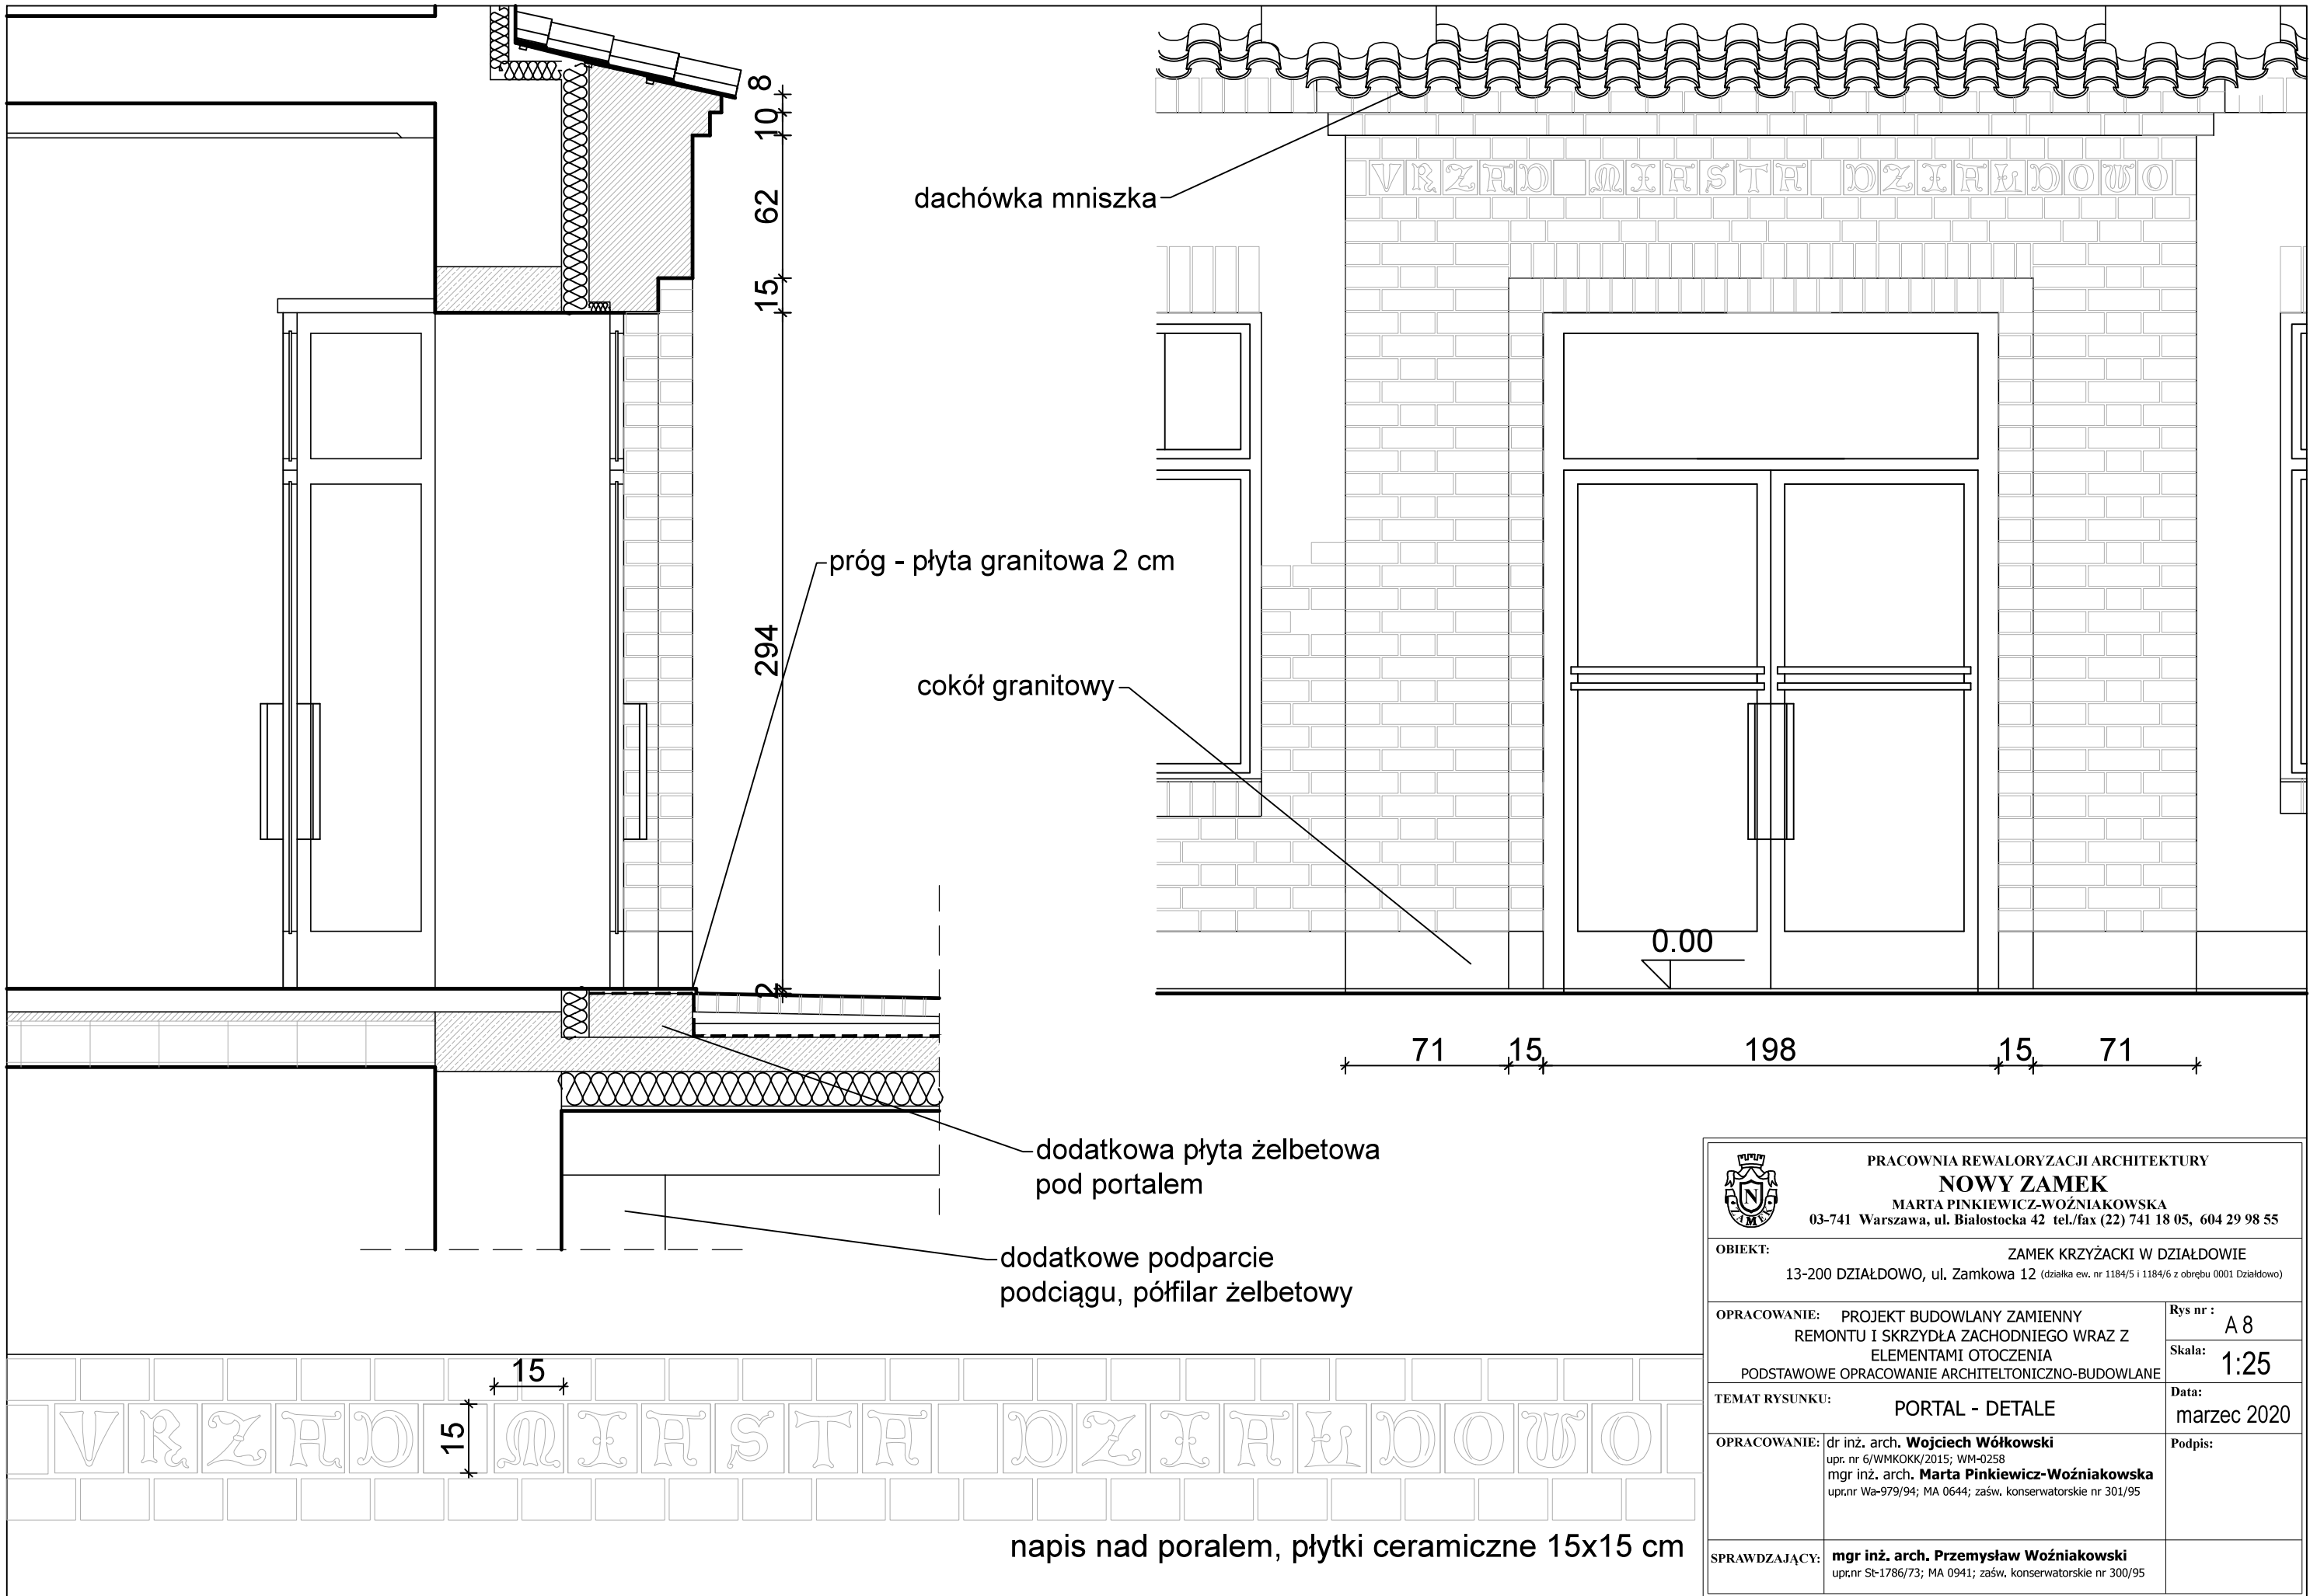 8
10
62
15
294
2
dachówka mniszka
VRZĄD MIASTA DZIAŁDOWO
próg - płyta granitowa 2 cm
cokół granitowy
0.00
71 15 198 15 71
dodatkowa płyta żelbetowa
pod portalem
dodatkowe podparcie
podciągu, półfilar żelbetowy
15
15
VRZĄD MIASTA DZIAŁDOWO
napis nad poralem, płytki ceramiczne 15x15 cm
N
ZAMEK
PRACOWNIA REWALORYZACJI ARCHITEKTURY
NOWY ZAMEK
MARTA PINKIEWICZ-WOŹNIAKOWSKA
03-741 Warszawa, ul. Białostocka 42 tel./fax (22) 741 18 05, 604 29 98 55
OBIEKT: ZAMEK KRZYŻACKI W DZIAŁDOWIE
13-200 DZIAŁDOWO, ul. Zamkowa 12 (działka ew. nr 1184/5 i 1184/6 z obrębu 0001 Działdowo)
OPRACOWANIE: PROJEKT BUDOWLANY ZAMIENNY
REMONTU I SKRZYDŁA ZACHODNIEGO WRAZ Z
ELEMENTAMI OTOCZENIA
PODSTAWOWE OPRACOWANIE ARCHITELTONICZNO-BUDOWLANE
Rys nr :
A 8
Skala: 1:25
TEMAT RYSUNKU: PORTAL - DETALE
Data:
marzec 2020
OPRACOWANIE: dr inż. arch. Wojciech Wółkowski
upr. nr 6/WMKOKK/2015; WM-0258
mgr inż. arch. Marta Pinkiewicz-Woźniakowska
upr.nr Wa-979/94; MA 0644; zaśw. konserwatorskie nr 301/95
Podpis:
SPRAWDZAJĄCY: mgr inż. arch. Przemysław Woźniakowski
upr.nr St-1786/73; MA 0941; zaśw. konserwatorskie nr 300/95